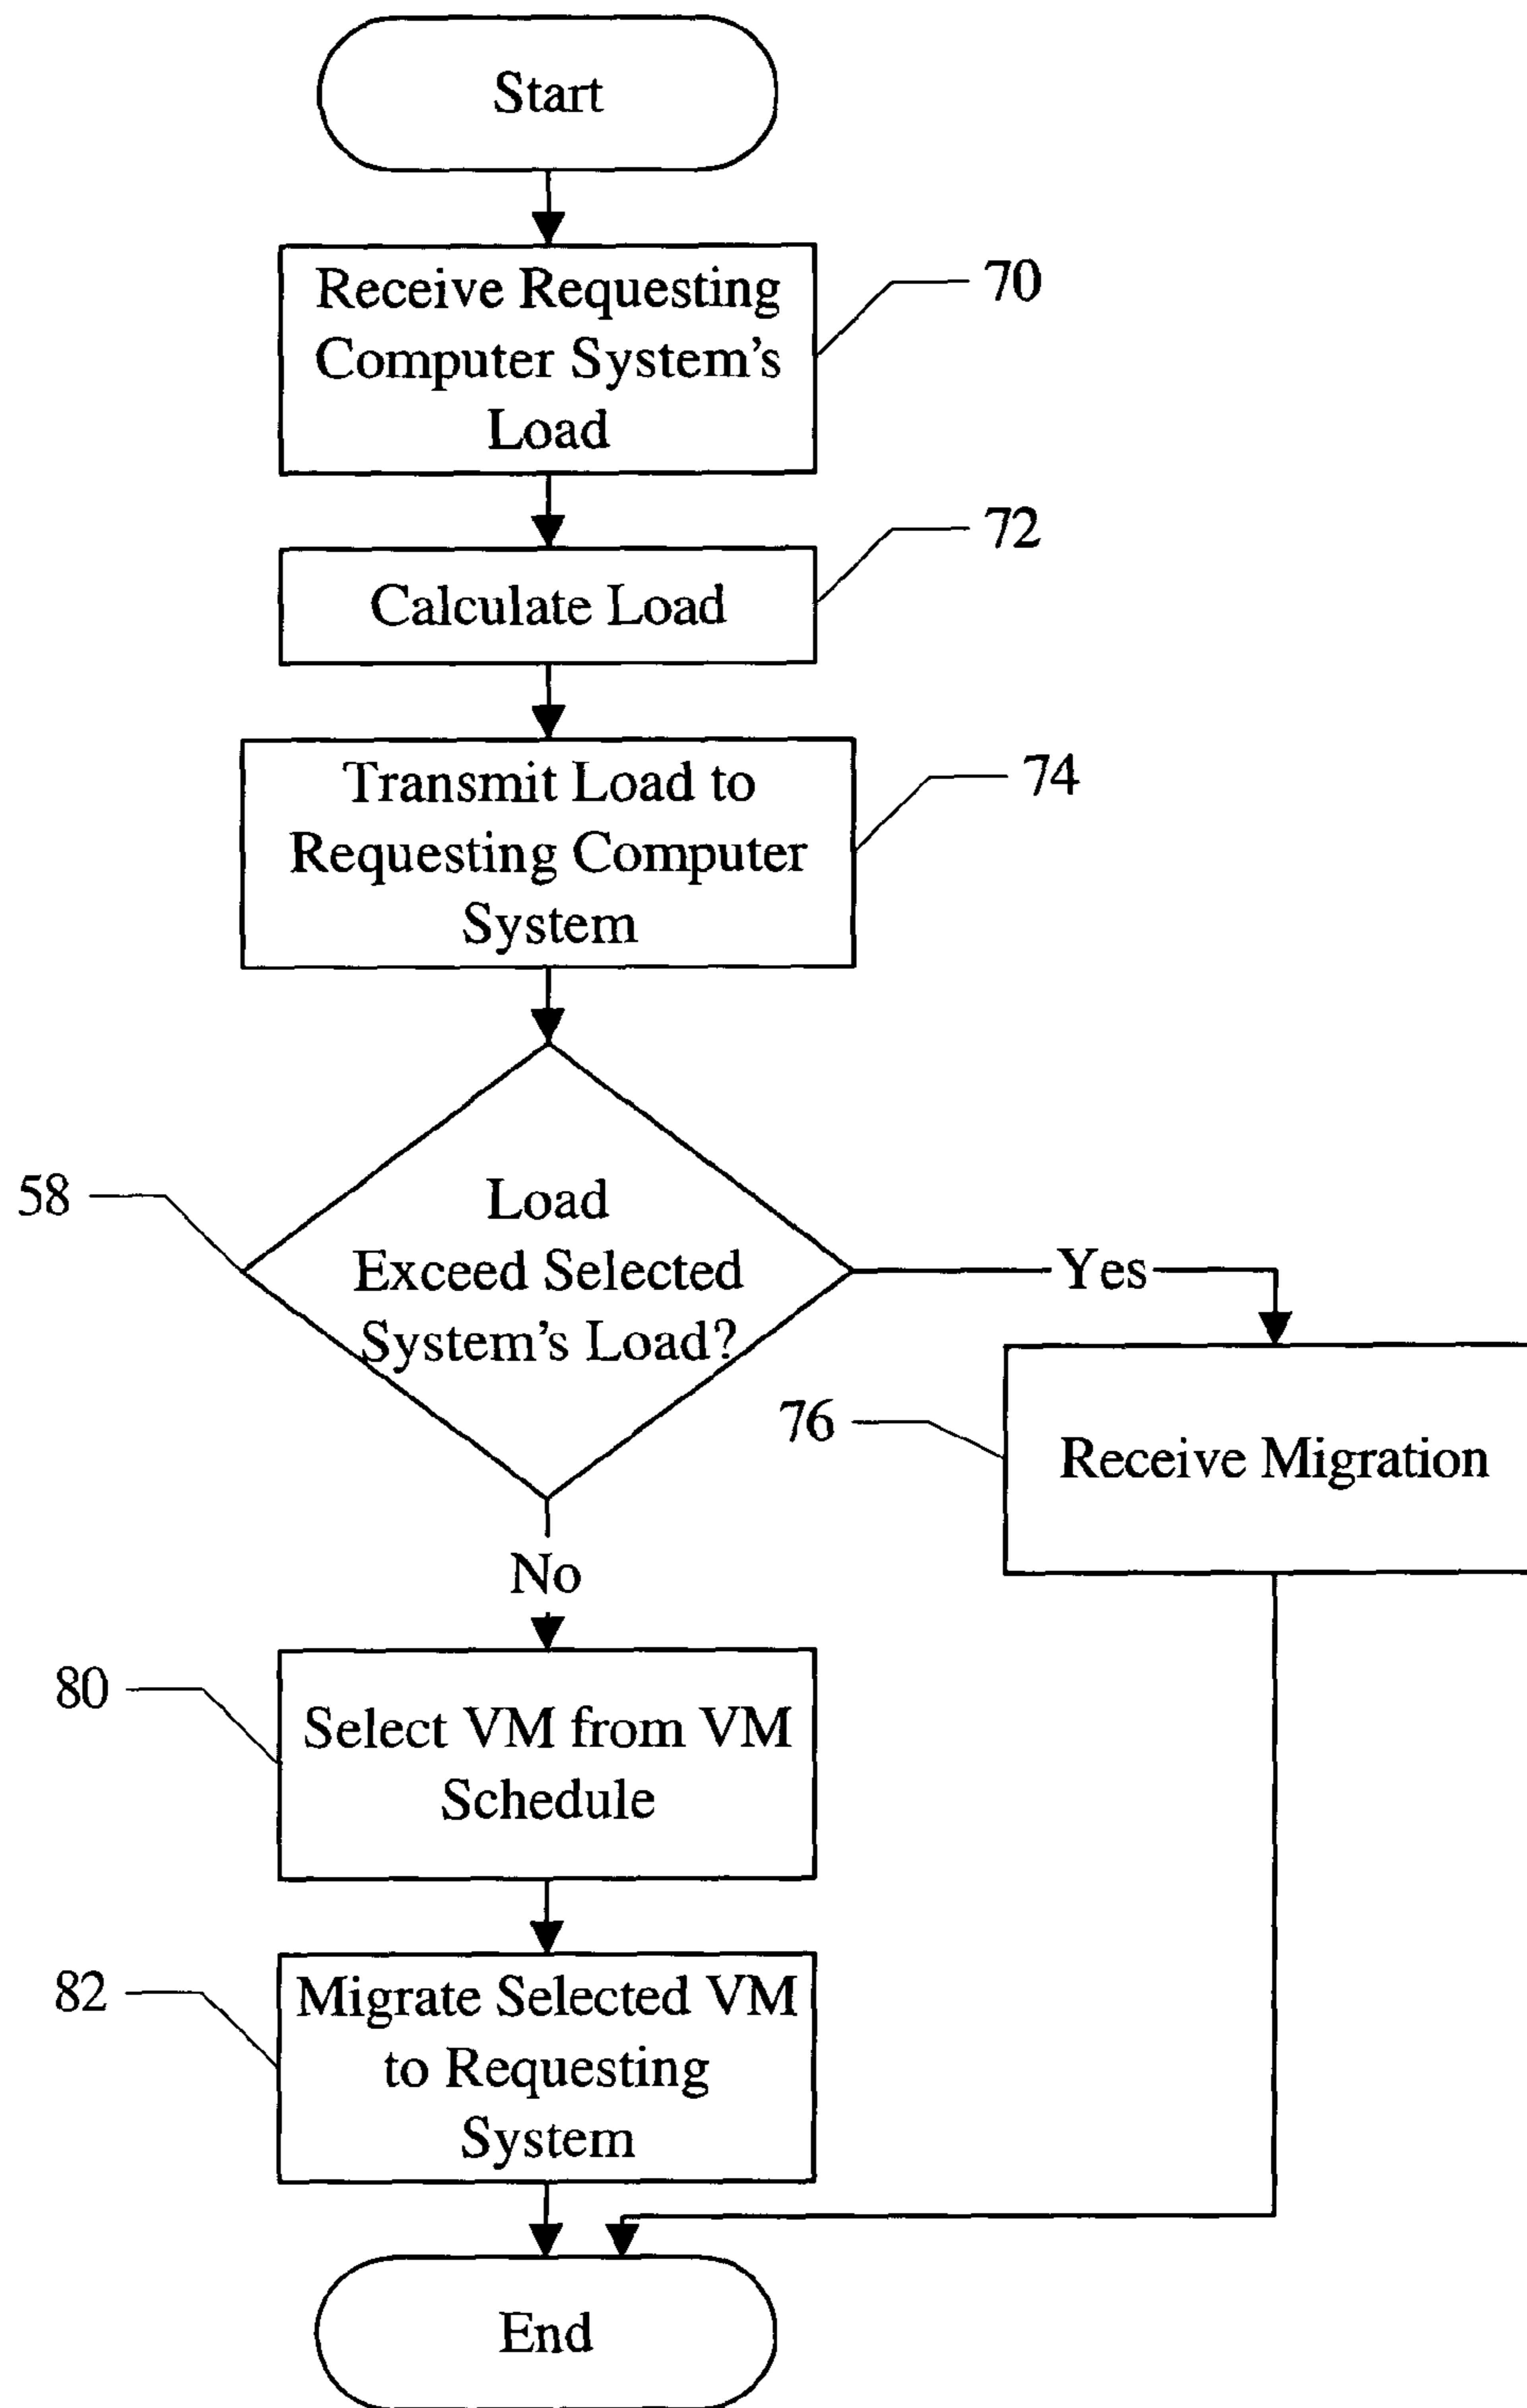 Start
Receive Requesting
Computer System's
Load
70
Calculate Load
72
Transmit Load to
Requesting Computer
System
74
58
Load
Exceed Selected
System's Load?
Yes
76
Receive Migration
No
80
Select VM from VM
Schedule
82
Migrate Selected VM
to Requesting
System
End